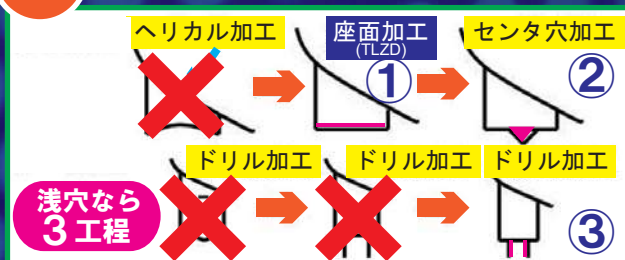 ヘリカル加工
座面加工
(TLZD)
①
センタ穴加工
②
ドリル加工
ドリル加工
ドリル加工
③
浅穴なら
3工程